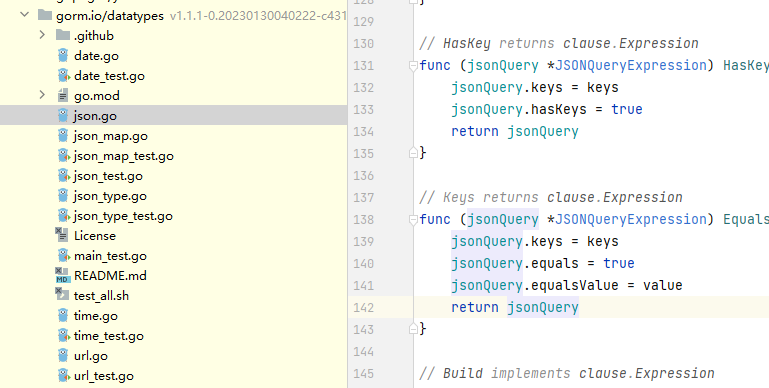 gorm.io/datatypes v1.1.1-0.20230130040222-c431
.github
date.go
date_test.go
go.mod
json.go
json_map.go
json_map_test.go
json_test.go
json_type.go
json_type_test.go
License
main_test.go
README.md
test_all.sh
time.go
time_test.go
url.go
url_test.go
128 }
129
130 // HasKey returns clause.Expression
131 func (jsonQuery *JSONQueryExpression) HasKey
132 jsonQuery.keys = keys
133 jsonQuery.hasKeys = true
134 return jsonQuery
135 }
136
137 // Keys returns clause.Expression
138 func (jsonQuery *JSONQueryExpression) Equals
139 jsonQuery.keys = keys
140 jsonQuery.equals = true
141 jsonQuery.equalsValue = value
142 return jsonQuery
143 }
144
145 // Build implements clause.Expression